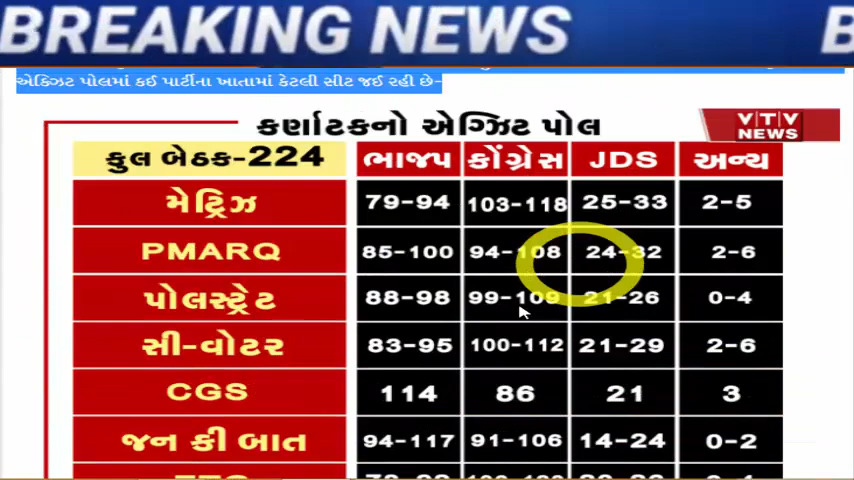 BREAKING NEWS B
એક્ઝિટ પોલમાં કઈ પાર્ટીના ખાતામાં કેટલી સીટ જઈ રહી છે-
કર્ણાટકનો એગ્ઝિટ પોલ
VTV
NEWS
કુલ બેઠક-224 ભાજપ કોંગ્રેસ JDS અન્ય
મેટ્રિઝ 79-94 103-118 25-33 2-5
PMARQ 85-100 94-108 24-32 2-6
પોલસ્ટ્રેટ 88-98 99-109 21-26 0-4
સી-વોટર 83-95 100-112 21-29 2-6
CGS 114 86 21 3
જન કી બાત 94-117 91-106 14-24 0-2